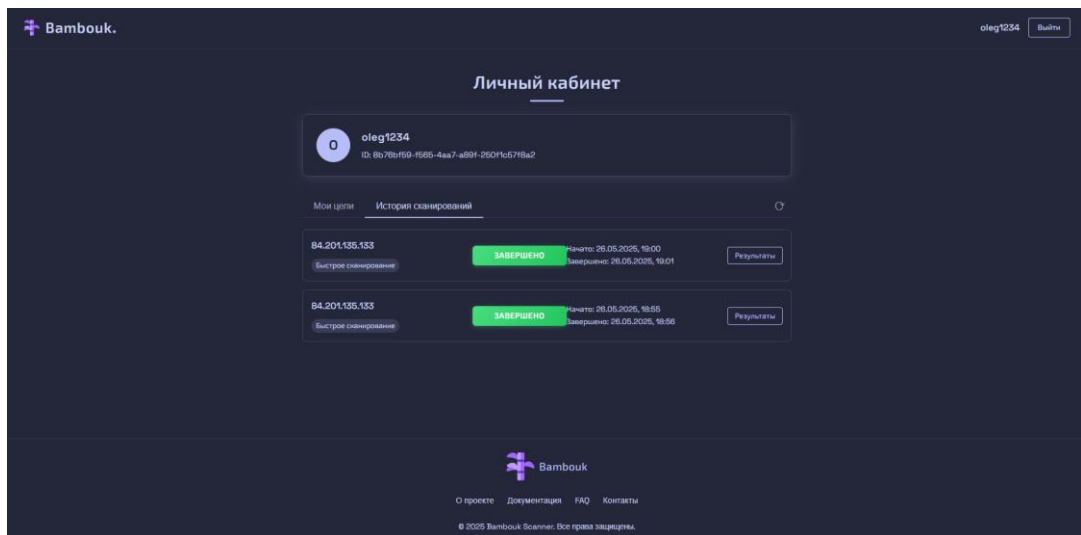 Bambouk.
oleg1234 Выйти
Личный кабинет
O
oleg1234
ID: 8b76bf59-f565-4aa7-a89f-250f1c57f8a2
Мои цели История сканирований
84.201.135.133
Быстрое сканирование
ЗАВЕРШЕНО
Начато: 26.05.2025, 19:00
Завершено: 26.05.2025, 19:01
Результаты
84.201.135.133
Быстрое сканирование
ЗАВЕРШЕНО
Начато: 26.05.2025, 18:55
Завершено: 26.05.2025, 18:56
Результаты
Bambouk
О проекте Документация FAQ Контакты
© 2025 Bambouk Scanner. Все права защищены.